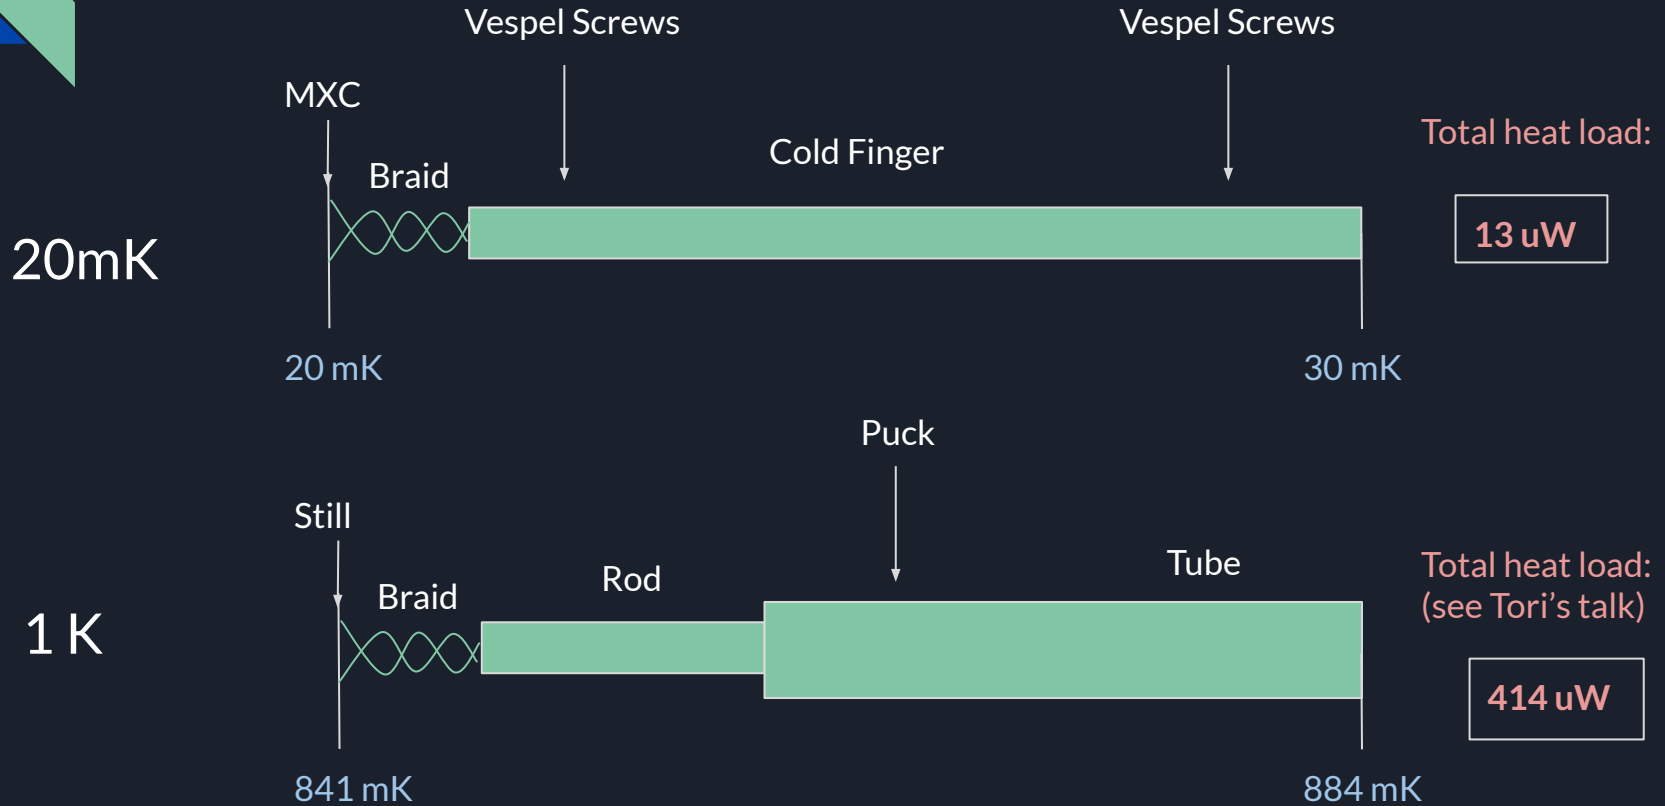 Vespel Screws
Vespel Screws
MXC
Braid
Cold Finger
Total heat load:
13 uW
20mK
20 mK
30 mK
Puck
Still
Braid
Rod
Tube
Total heat load:
(see Tori's talk)
1 K
414 uW
841 mK
884 mK